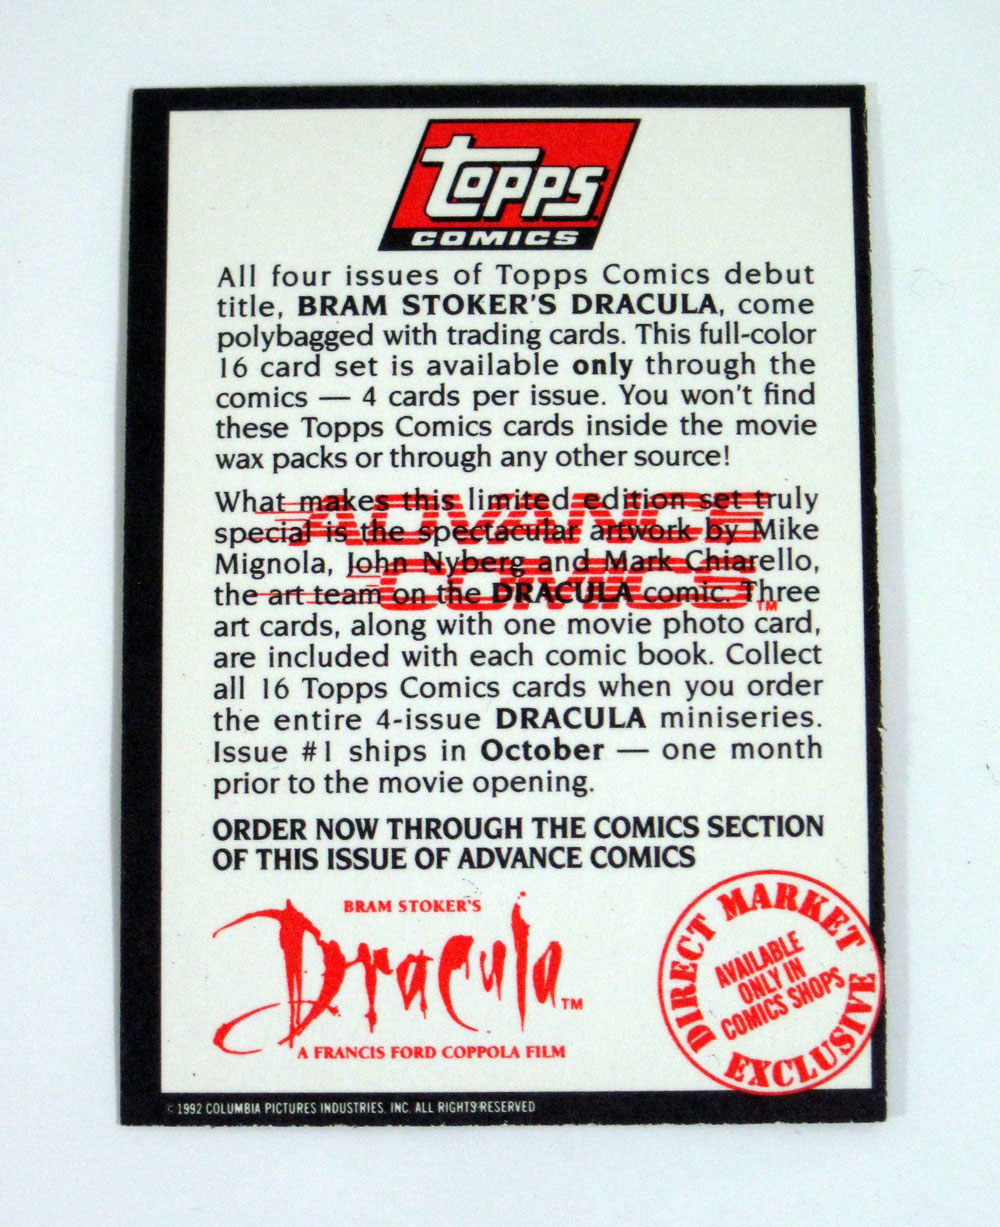 Topps
COMICS
All four issues of Topps Comics debut
title, BRAM STOKER'S DRACULA, come
polybagged with trading cards. This full-color
16 card set is available only through the
comics — 4 cards per issue. You won't find
these Topps Comics cards inside the movie
wax packs or through any other source!
What makes this limited edition set truly
special is the spectacular artwork by Mike
Mignola, John Nyberg and Mark Chiarello,
the art team on the DRACULA comic. Three
art cards, along with one movie photo card,
are included with each comic book. Collect
all 16 Topps Comics cards when you order
the entire 4-issue DRACULA miniseries.
Issue #1 ships in October — one month
prior to the movie opening.
ADVANCE
COMICS™
ORDER NOW THROUGH THE COMICS SECTION
OF THIS ISSUE OF ADVANCE COMICS
BRAM STOKER'S
Dracula™
A FRANCIS FORD COPPOLA FILM
DIRECT MARKET
AVAILABLE
ONLY IN
COMICS SHOPS
EXCLUSIVE
© 1992 COLUMBIA PICTURES INDUSTRIES, INC. ALL RIGHTS RESERVED